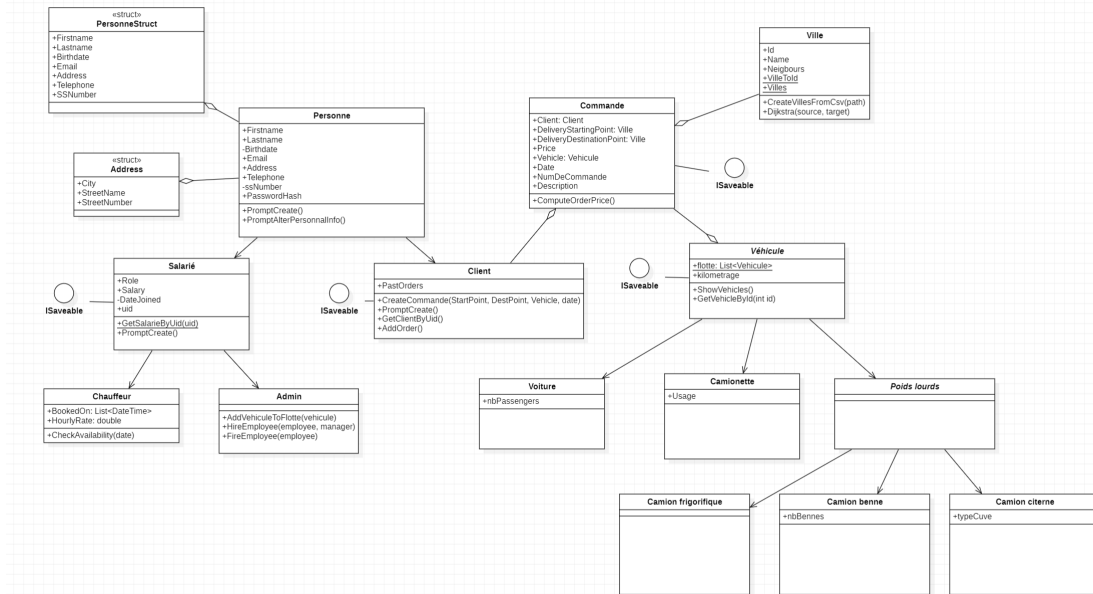 «struct»
PersonneStruct
+Firstname
+Lastname
+Birthdate
+Email
+Address
+Telephone
+SSNumber
Ville
+Id
+Name
+Neigbours
+VilleToId
+Villes
+CreateVillesFromCsv(path)
+Dijkstra(source, target)
Commande
+Client: Client
+DeliveryStartingPoint: Ville
+DeliveryDestinationPoint: Ville
+Price
+Vehicle: Vehicule
+Date
+NumDeCommande
+Description
+ComputeOrderPrice()
ISaveable
Personne
+Firstname
+Lastname
-Birthdate
+Email
+Address
+Telephone
-ssNumber
+PasswordHash
+PromptCreate()
+PromptAlterPersonnalInfo()
«struct»
Address
+City
+StreetName
+StreetNumber
Salarié
+Role
+Salary
-DateJoined
+uid
+GetSalarieByUid(uid)
+PromptCreate()
ISaveable
Client
+PastOrders
+CreateCommande(StartPoint, DestPoint, Vehicle, date)
+PromptCreate()
+GetClientByUid()
+AddOrder()
ISaveable
Véhicule
+flotte: List<Vehicule>
+kilometrage
+ShowVehicles()
+GetVehicleById(int id)
ISaveable
Chauffeur
+BookedOn: List<DateTime>
+HourlyRate: double
+CheckAvailability(date)
Admin
+AddVehiculeToFlotte(vehicule)
+HireEmployee(employee, manager)
+FireEmployee(employee)
Voiture
+nbPassengers
Camionette
+Usage
Poids lourds
Camion frigorifique
Camion benne
+nbBennes
Camion citerne
+typeCuve